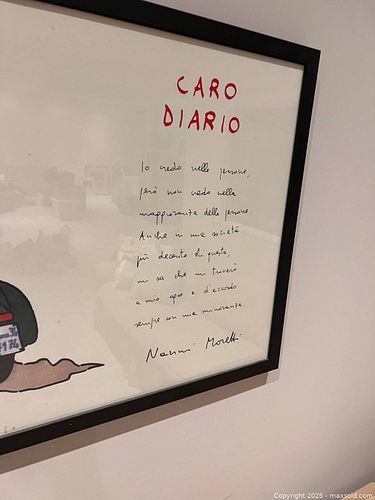 CARO
DIARIO
Io credo nelle persone,
però non credo nella
maggioranza delle persone.
Anche in una società
più decente di questa,
mi sa che mi troverò
a mio agio e d'accordo
sempre con una minoranza.
Nanni Moretti
174
Copyright © 2025 - maxsold.com